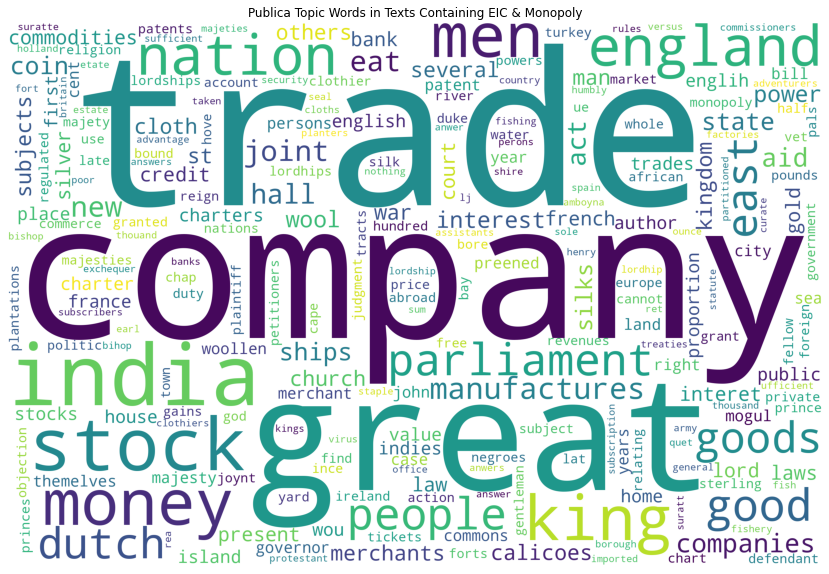 Publica Topic Words in Texts Containing EIC & Monopoly
suratte
patents
majeties
holland
sufficient
commodities
religion
coin
cent
nation
others
bank
eat
turkey
men
several
powers
patent
country
river
rules
versus
commissioners
england
market
man
englih
bill
monopoly
adventurers
power
half
fort
britain
estate
security
seal
lordships
clothier
account
first
majety
use
late
regulated
silver
subjects
poor
advantage
answers
taken
cloths
planters
hove
cloth
bound
st
credit
reign
trade
persons
english
lordhips
joint
hall
silk
nothing
duke
water
year
court
fishing
anwer
perons
shire
lj
whole
trades
african
act
ue
humbly
factories
state
vet
pals
pounds
aid
kingdom
spain
amboyna
partitioned
curate
east
gold
government
place
commerce
new
granted
charters
nations
wool
war
hundred
interest
french
assistants
bore
sole
henry
ounce
statute
author
city
bishop
thouand
majesties
exchequer
banks
charter
chap
subscribers
france
duty
earl
politic
bihop
plantations
company
plaintiff
petitioners
cape
tracts
judgment
price
abroad
lordship
sum
bay
preened
silks
europe
cannot
land
lordhip
ret
treaties
proportion
grant
sea
foreign
fellow
public
woollen
ships
church
free
revenues
parliament
right
india
town
stocks
house
gains
clothiers
god
merchant
staple
john
manufactures
interet
private
prince
mogul
ufficient
thousand
objection
stock
kings
virus
find
ince
value
case
indies
office
anwers
subject
negroes
lat
great
subscription
years
relating
army
quet
general
goods
lord
laws
sterling
fish
themselves
majesty
joynt
yard
ireland
law
action
answer
gentleman
home
suratt
fishery
good
princes
money
present
wou
people
king
tickets
commons
borough
imported
companies
dutch
rea
island
governor
protestant
merchants
forts
calicoes
chart
defendant